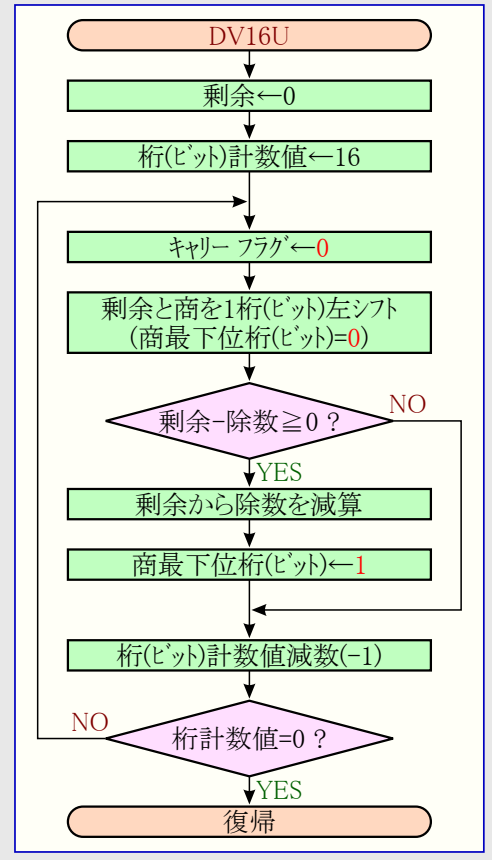 DV16U
剰余←0
桁(ﾋﾞｯﾄ)計数値←16
ｷｬﾘｰ ﾌﾗｸﾞ←0
剰余と商を1桁(ﾋﾞｯﾄ)左ｼﾌﾄ
(商最下位桁(ﾋﾞｯﾄ)=0)
剰余-除数≧0 ?
NO
YES
剰余から除数を減算
商最下位桁(ﾋﾞｯﾄ)←1
桁(ﾋﾞｯﾄ)計数値減数(-1)
NO
桁計数値=0 ?
YES
復帰